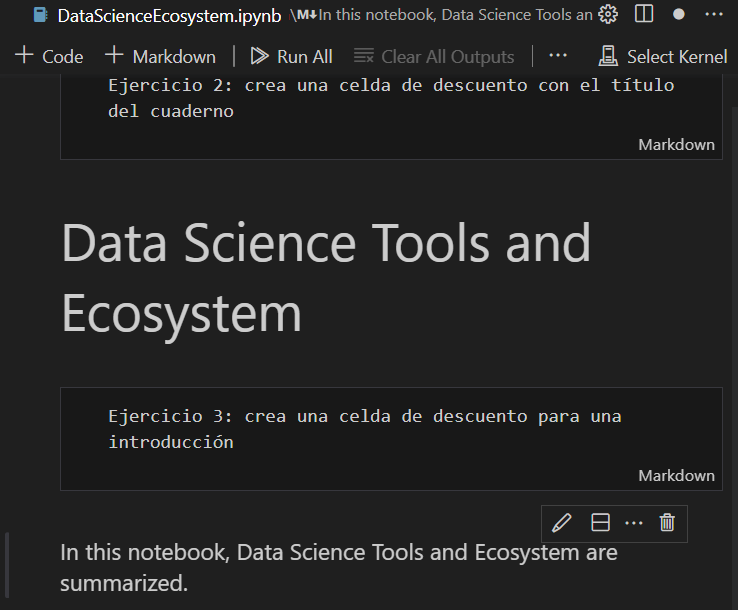 DataScienceEcosystem.ipynb \M↓In this notebook, Data Science Tools an
+ Code + Markdown | Run All Clear All Outputs | ··· Select Kernel
Ejercicio 2: crea una celda de descuento con el título
del cuaderno
Markdown
Data Science Tools and
Ecosystem
Ejercicio 3: crea una celda de descuento para una
introducción
Markdown
In this notebook, Data Science Tools and Ecosystem are
summarized.